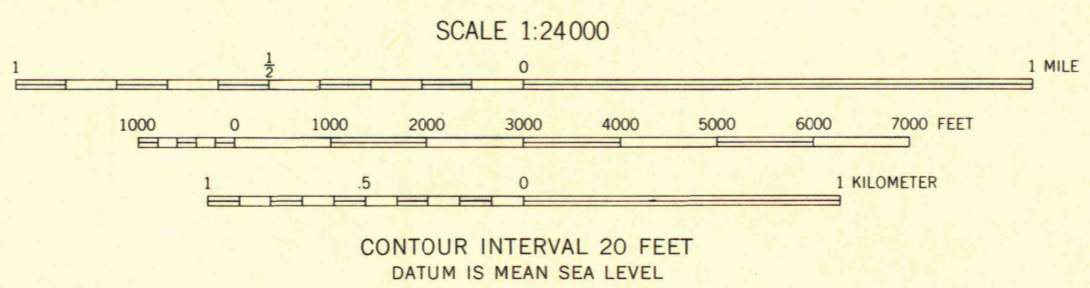 SCALE 1:24000
1 1/2 0 1 MILE
1000 0 1000 2000 3000 4000 5000 6000 7000 FEET
1 .5 0 1 KILOMETER
CONTOUR INTERVAL 20 FEET
DATUM IS MEAN SEA LEVEL